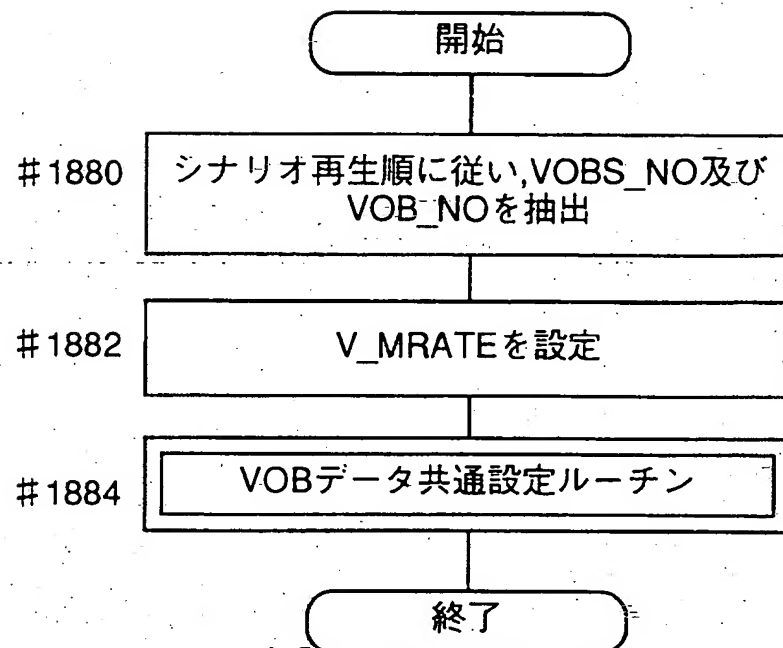 開始
#1880
シナリオ再生順に従い,VOBS_NO及び
VOB_NOを抽出
#1882
V_MRATEを設定
#1884
VOBデータ共通設定ルーチン
終了